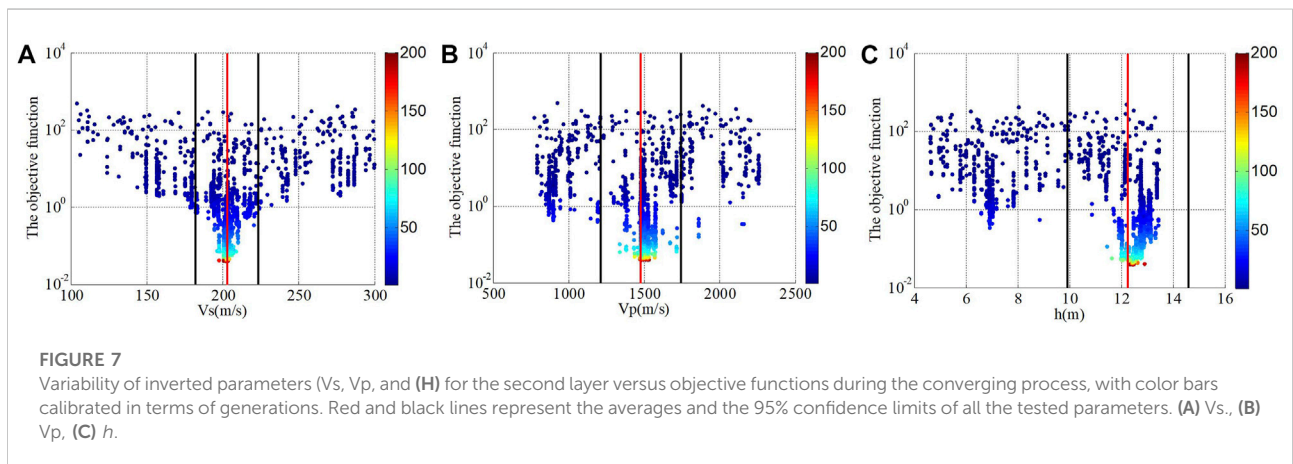 A
10^4
10^2
10^0
10^-2
The objective function
100 150 200 250 300
Vs(m/s)
200
150
100
50
B
10^4
10^2
10^0
10^-2
The objective function
500 1000 1500 2000 2500
Vp(m/s)
200
150
100
50
C
10^4
10^2
10^0
10^-2
The objective function
4 6 8 10 12 14 16
h(m)
200
150
100
50
FIGURE 7
Variability of inverted parameters (Vs, Vp, and (H) for the second layer versus objective functions during the converging process, with color bars
calibrated in terms of generations. Red and black lines represent the averages and the 95% confidence limits of all the tested parameters. (A) Vs., (B)
Vp, (C) h.